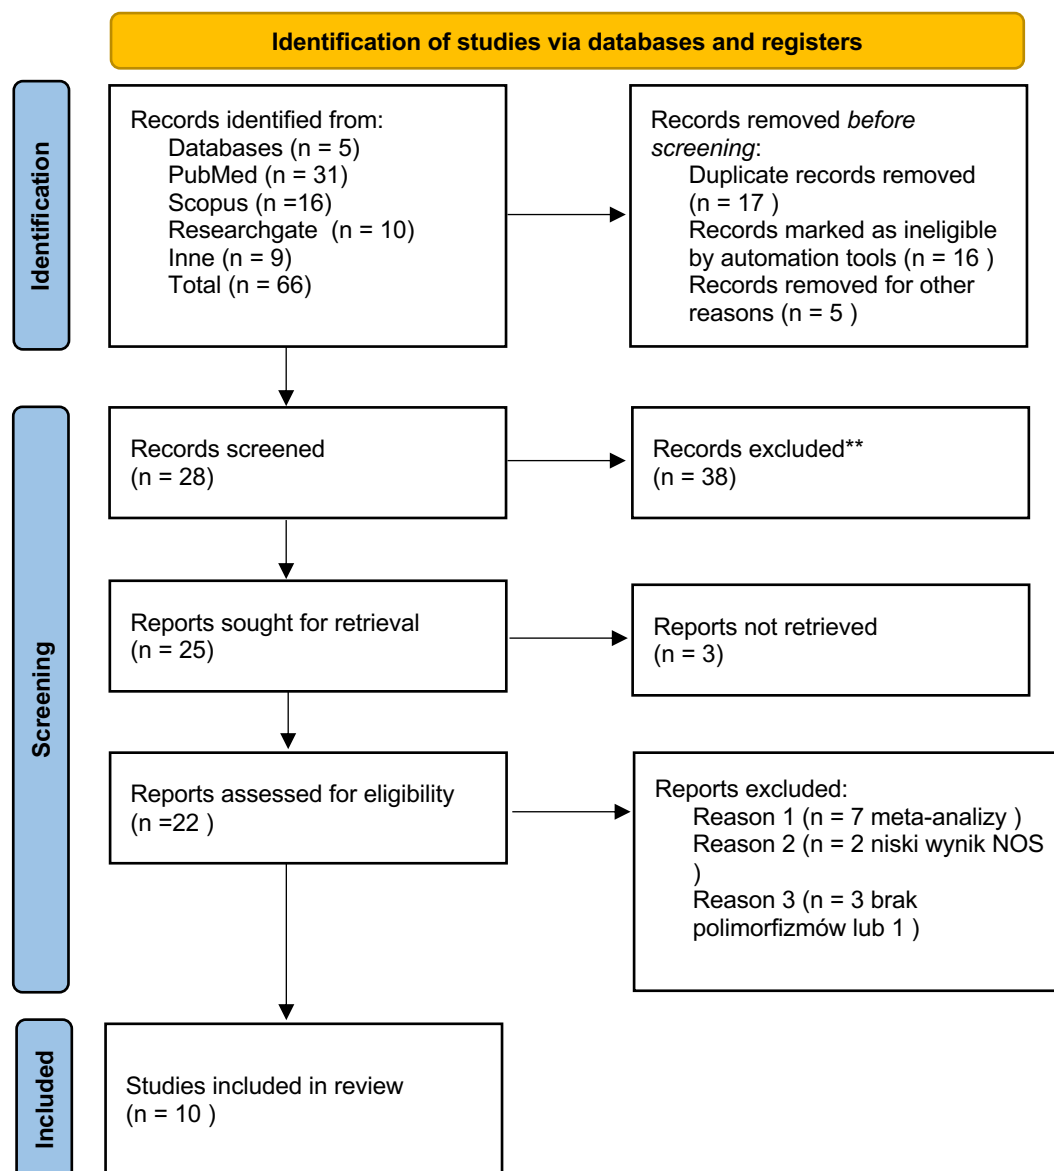 Identification of studies via databases and registers
Identification
Records identified from:
Databases (n = 5)
PubMed (n = 31)
Scopus (n =16)
Researchgate  (n = 10)
Inne (n = 9)
Total (n = 66)
Records removed before
screening:
Duplicate records removed
(n = 17 )
Records marked as ineligible
by automation tools (n = 16 )
Records removed for other
reasons (n = 5 )
Screening
Records screened
(n = 28)
Records excluded**
(n = 38)
Reports sought for retrieval
(n = 25)
Reports not retrieved
(n = 3)
Reports assessed for eligibility
(n =22 )
Reports excluded:
Reason 1 (n = 7 meta-analizy )
Reason 2 (n = 2 niski wynik NOS
)
Reason 3 (n = 3 brak
polimorfizmów lub 1 )
Included
Studies included in review
(n = 10 )